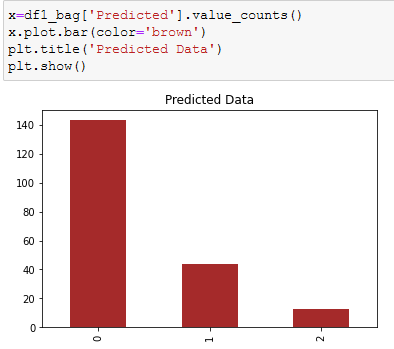 x=df1_bag['Predicted'].value_counts()
x.plot.bar(color='brown')
plt.title('Predicted Data')
plt.show()
Predicted Data
140
120
100
80
60
40
20
0
0
1
2